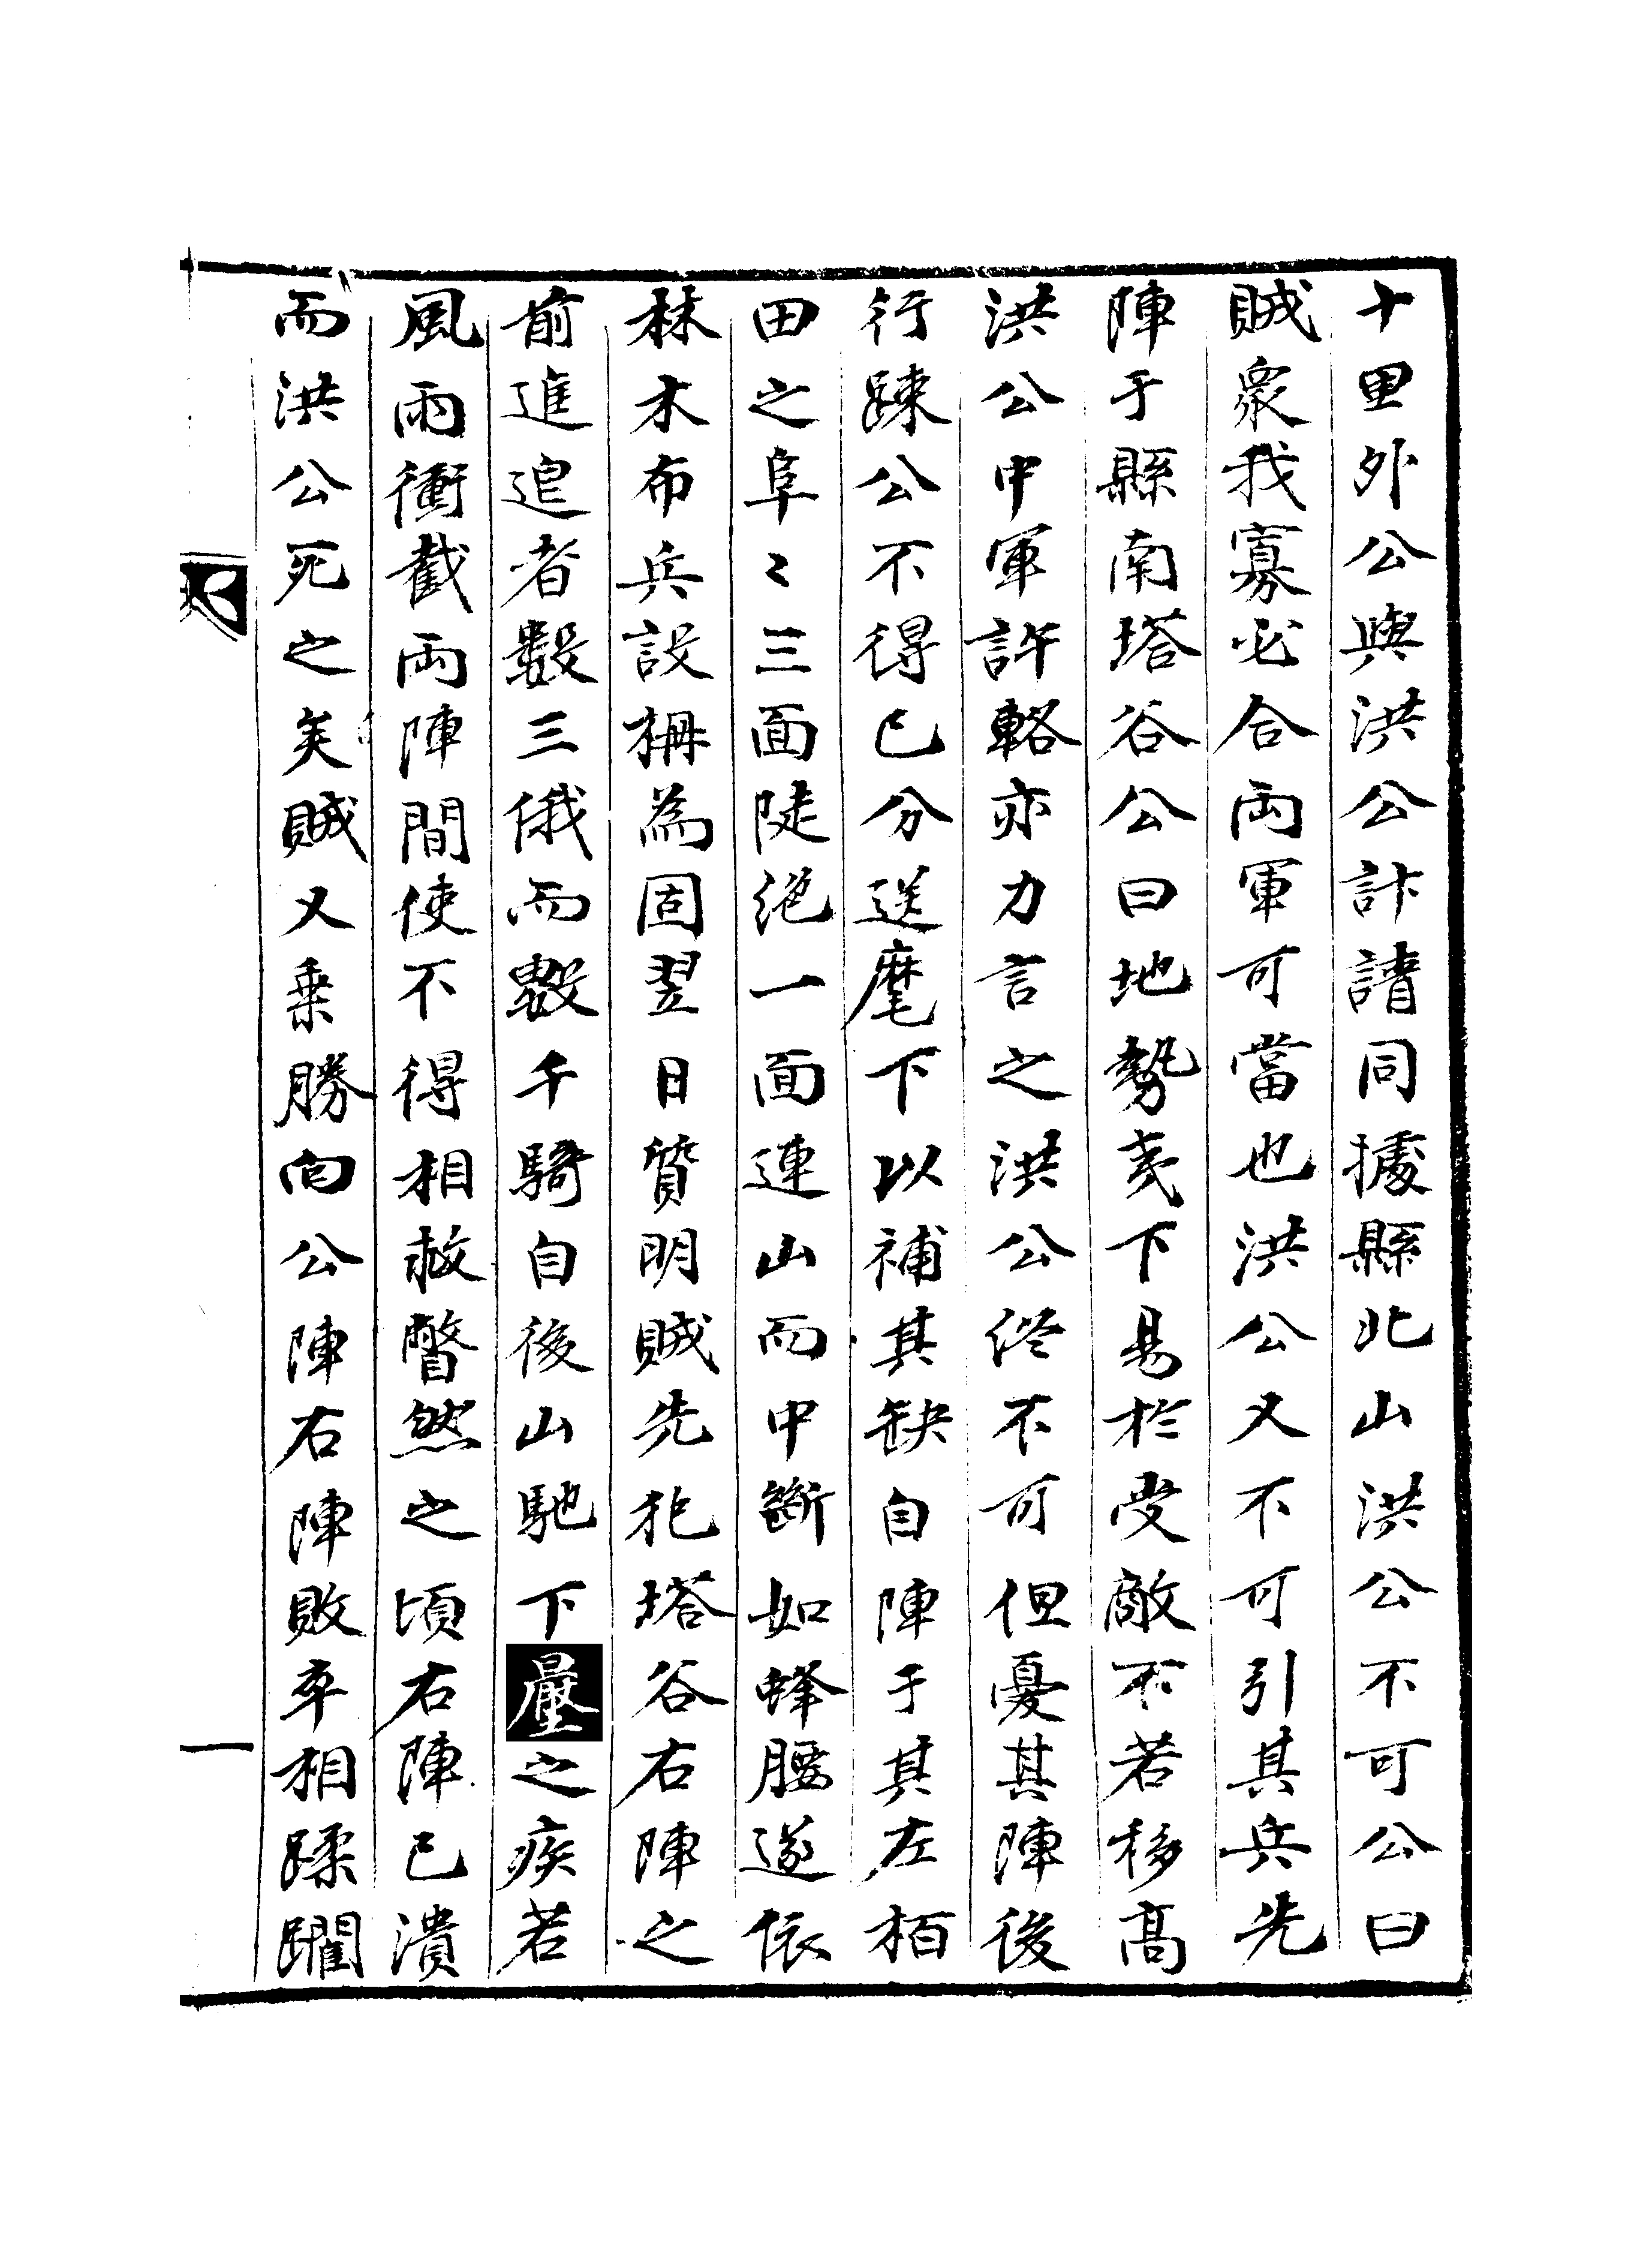 十里外公與洪公計請同據縣北山洪公不可公曰
賊衆我寡必合兩軍可當也洪公又不可引其兵先
陣于縣南塔谷公曰地勢夷下易於受敵不若移高
洪公中軍許輅亦力言之洪公終不可但憂其陣後
行踈公不得已分送麾下以補其缺自陣于其左栢
田之阜〻三面陡絶一面連山而中斷如蜂腰遂依
林木布兵設柵為固翌日質明賊先犯塔谷右陣之
前進追者數三俄而數千騎自後山馳下壓之疾若
風雨衝截兩陣間使不得相救瞥然之頃右陣已潰
而洪公死之矣賊又乗勝向公陣右陣敗卒相蹂躙
一